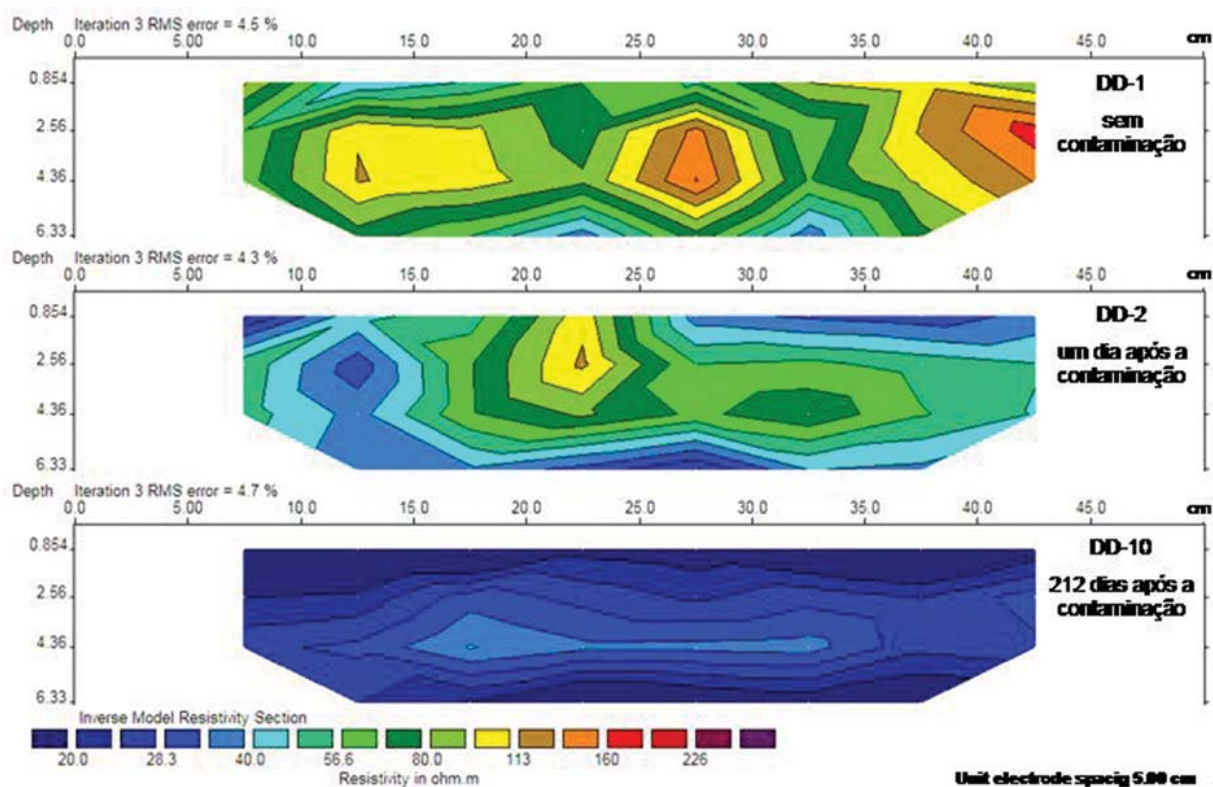 Depth Iteration 3 RMS error = 4.5 %
0.0 5.00 10.0 15.0 20.0 25.0 30.0 35.0 40.0 45.0 cm
0.854
2.56
4.36
6.33
DD-1
sem
contaminação
Depth Iteration 3 RMS error = 4.3 %
0.0 5.00 10.0 15.0 20.0 25.0 30.0 35.0 40.0 45.0 cm
0.854
2.56
4.36
6.33
DD-2
um dia após a
contaminação
Depth Iteration 3 RMS error = 4.7 %
0.0 5.00 10.0 15.0 20.0 25.0 30.0 35.0 40.0 45.0 cm
0.854
2.56
4.36
6.33
DD-10
212 dias após a
contaminação
Inverse Model Resistivity Section
20.0 28.3 40.0 56.6 80.0 113 160 226
Resistivity in ohm.m
Unit electrode spacig 5.00 cm